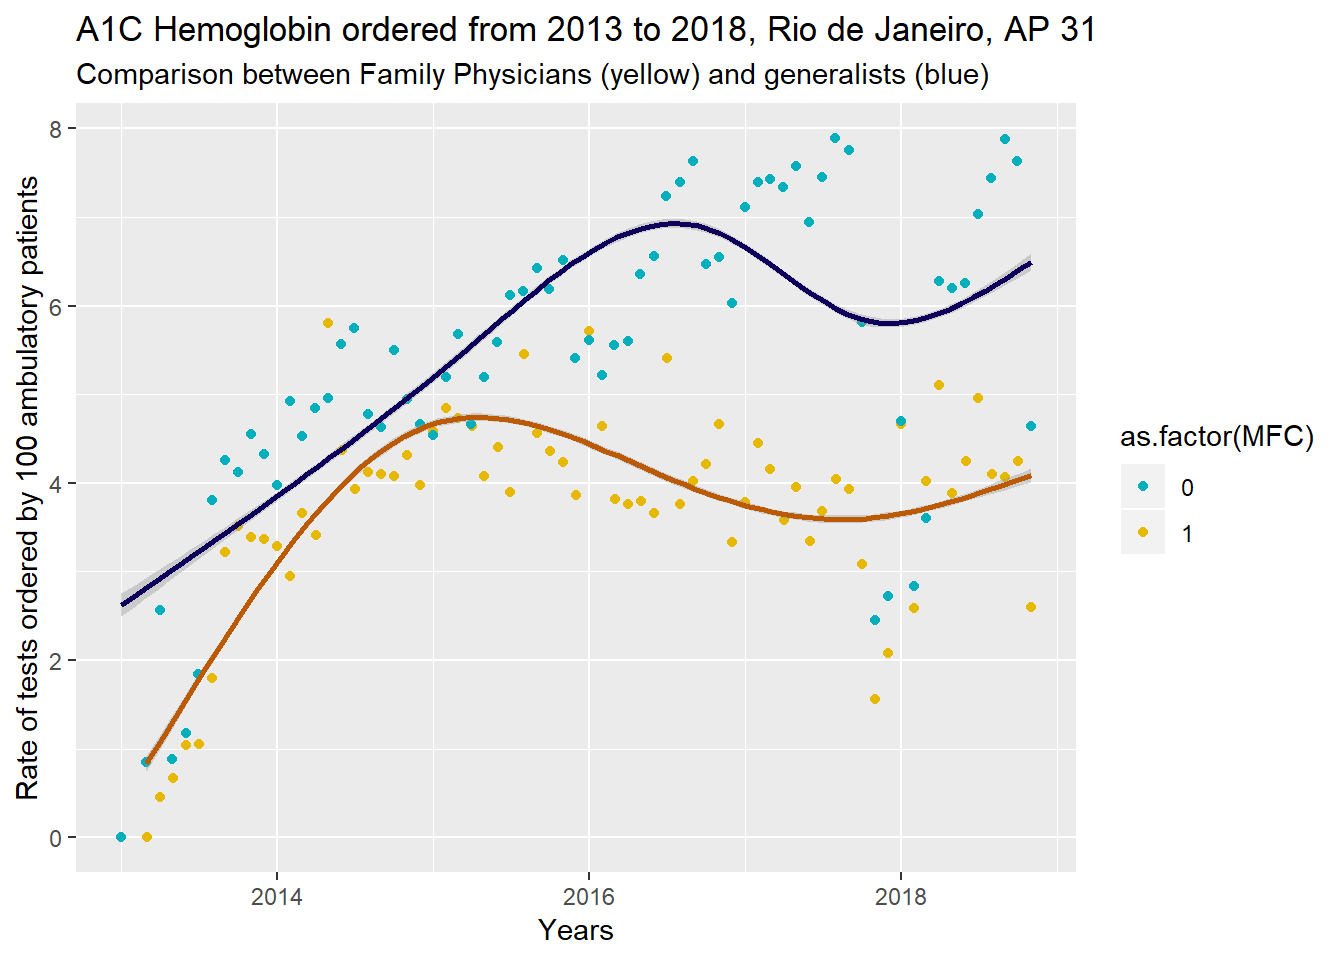 A1C Hemoglobin ordered from 2013 to 2018, Rio de Janeiro, AP 31
Comparison between Family Physicians (yellow) and generalists (blue)
Rate of tests ordered by 100 ambulatory patients
8
6
4
2
0
2014
2016
2018
Years
as.factor(MFC)
0
1